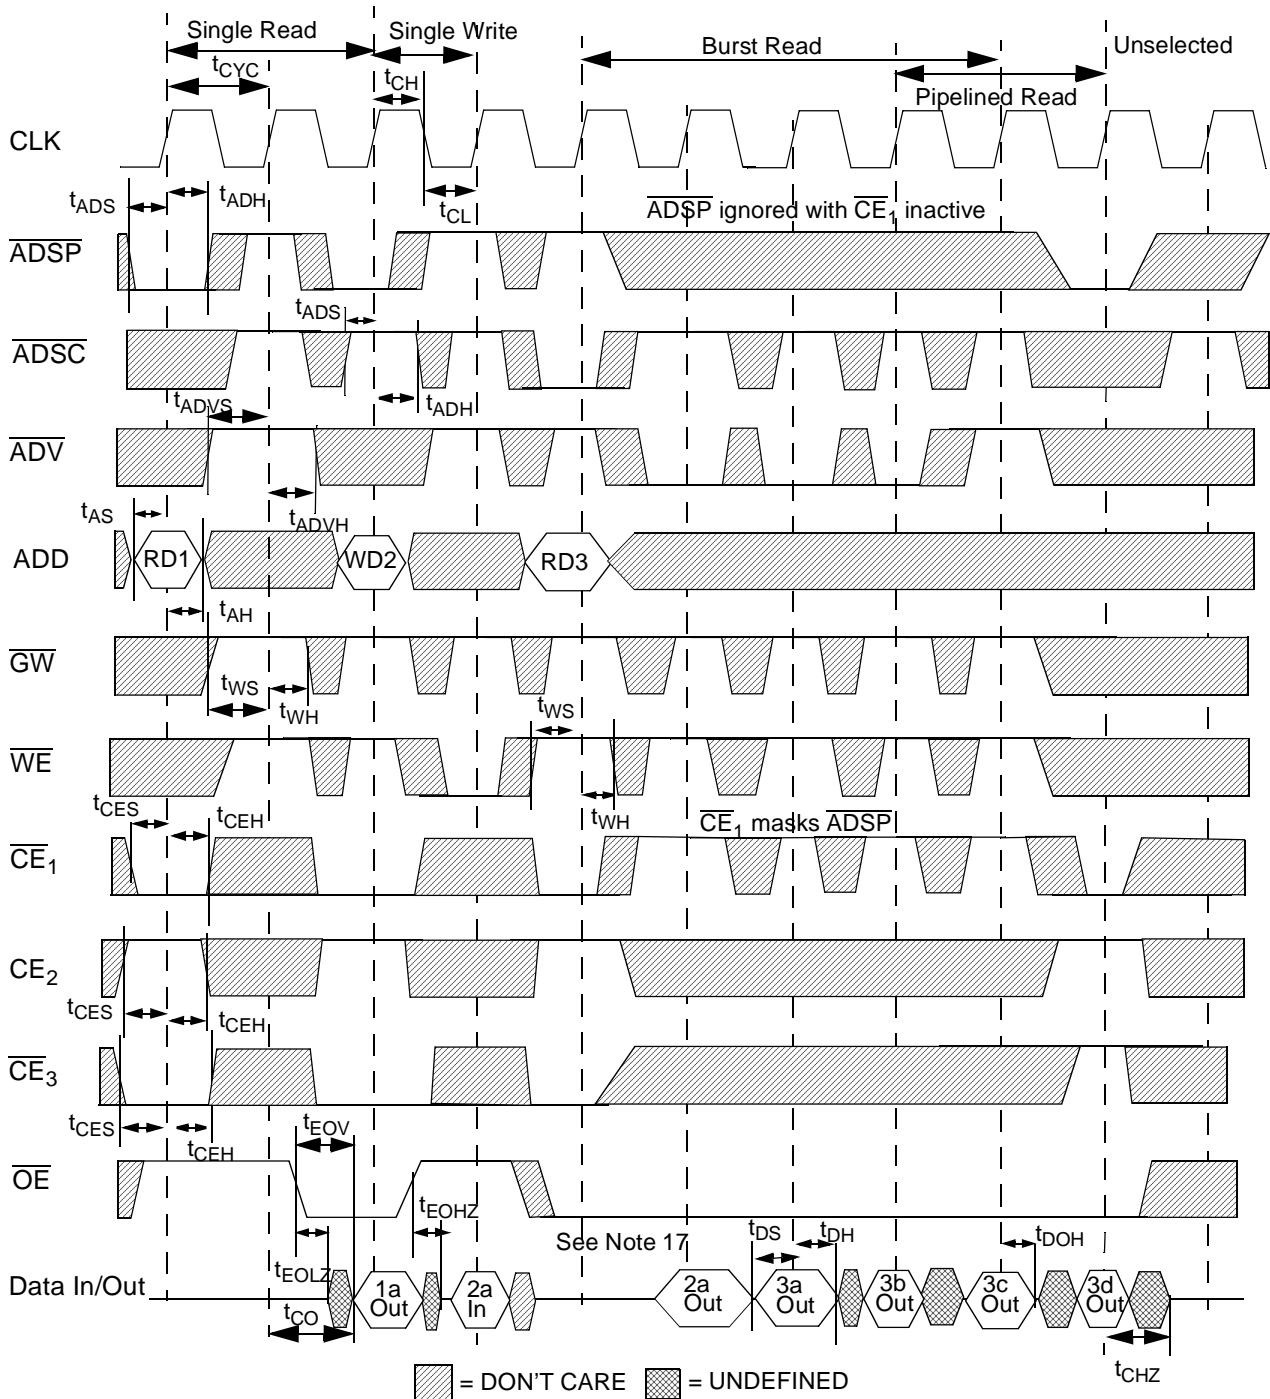 Single Read
Single Write
Burst Read
Unselected
tCYC
tCH
Pipelined Read
CLK
tADS
tADH
tCL
ADSP ignored with CE1 inactive
ADSP
tADS
ADSC
tADVS
tADH
ADV
tAS
tADVH
ADD
RD1
WD2
RD3
tAH
GW
tWS
tWH
tWS
WE
tCES
tCEH
tWH
CE1 masks ADSP
CE1
CE2
tCES
tCEH
CE3
tCES
tCEH
tEOV
OE
tEOHZ
See Note 17
tDS
tDH
tDOH
tEOLZ
Data In/Out
1a Out
2a In
2a Out
3a Out
3b Out
3c Out
3d Out
tCO
tCHZ
= DON'T CARE
= UNDEFINED